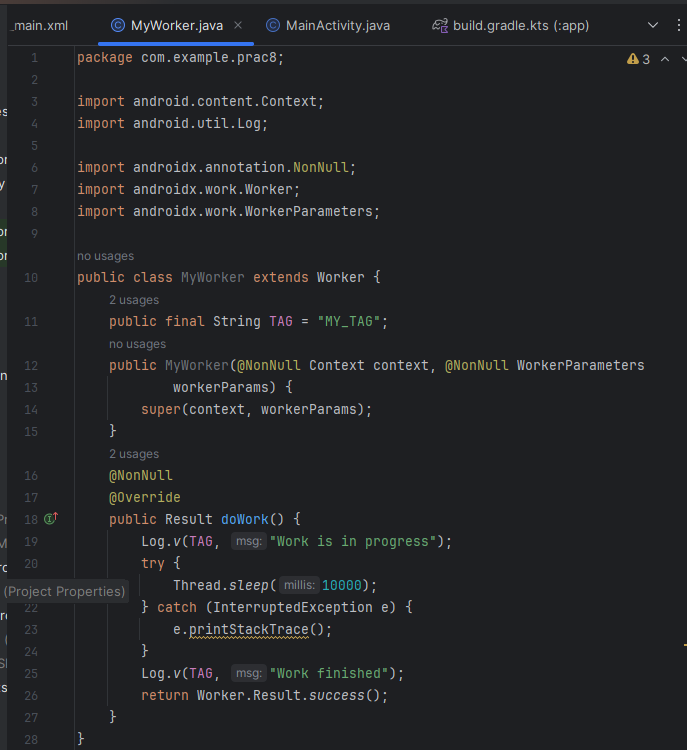 _main.xml MyWorker.java MainActivity.java build.gradle.kts (:app)
1 package com.example.prac8; 3
2
3 import android.content.Context;
4 import android.util.Log;
5
6 import androidx.annotation.NonNull;
7 import androidx.work.Worker;
8 import androidx.work.WorkerParameters;
9
no usages
10 public class MyWorker extends Worker {
2 usages
11 public final String TAG = "MY_TAG";
no usages
12 public MyWorker(@NonNull Context context, @NonNull WorkerParameters
13 workerParams) {
14 super(context, workerParams);
15 }
2 usages
16 @NonNull
17 @Override
18 public Result doWork() {
19 Log.v(TAG, msg: "Work is in progress");
20 try {
(Project Properties) Thread.sleep( millis: 10000);
22 } catch (InterruptedException e) {
23 e.printStackTrace();
24 }
25 Log.v(TAG, msg: "Work finished");
26 return Worker.Result.success();
27 }
28 }